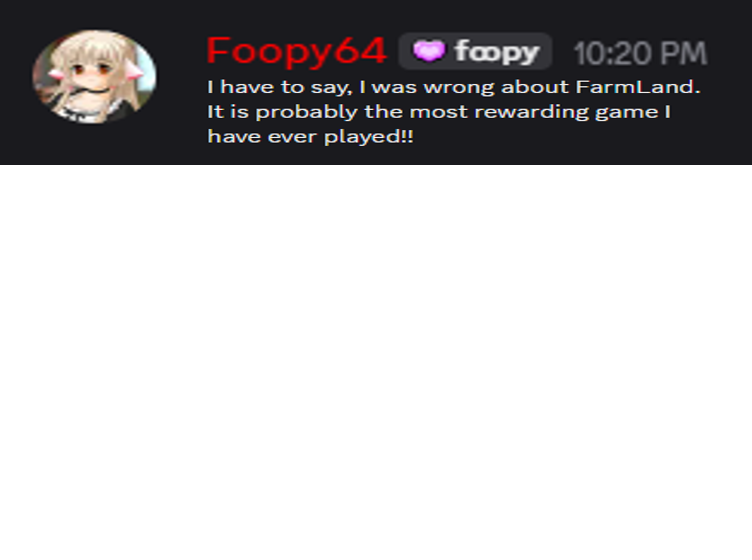 Foopy64 foopy 10:20 PM
I have to say, I was wrong about FarmLand.
It is probably the most rewarding game I
have ever played!!